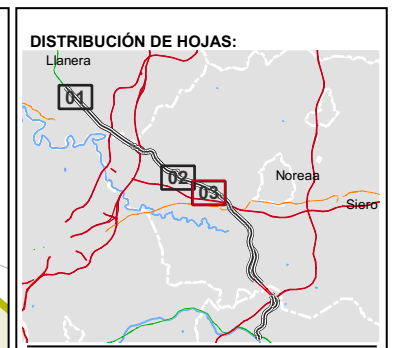 DISTRIBUCIÓN DE HOJAS:
Llanera
01
02
03
Noreaa
Siero